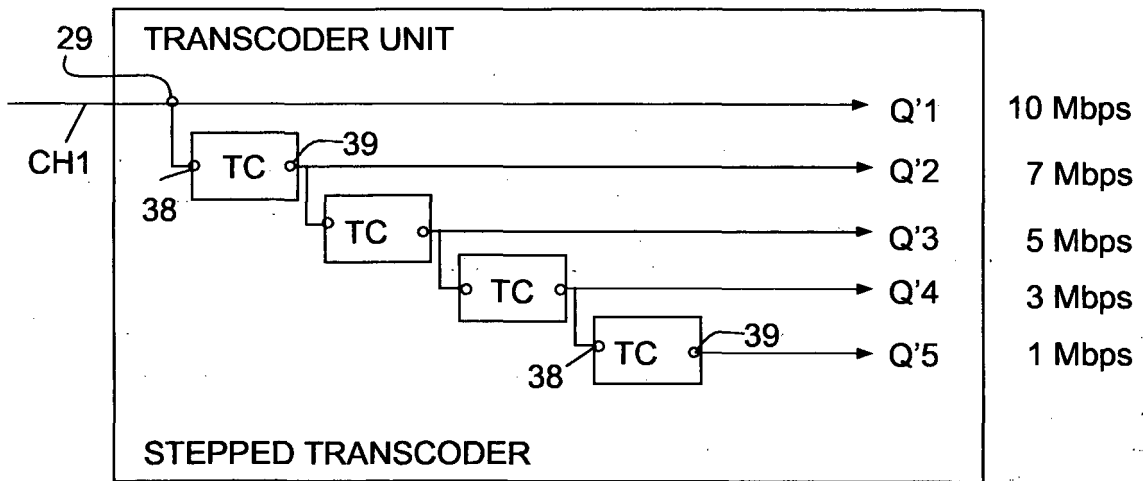 TRANSCODER UNIT
29
Q'1 10 Mbps
CH1
38
TC
39
Q'2 7 Mbps
TC
Q'3 5 Mbps
TC
Q'4 3 Mbps
38
TC
39
Q'5 1 Mbps
STEPPED TRANSCODER